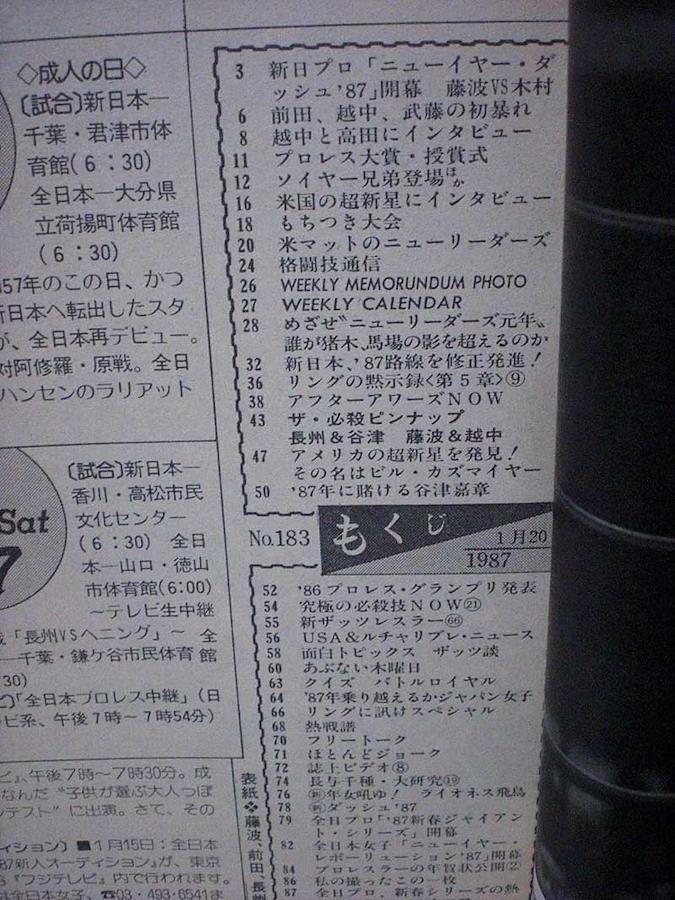 ◇成人の日◇
〔試合〕新日本―
千葉・君津市体
育館(6:30)
全日本―大分県
立荷揚町体育館
(6:30)
57年のこの日、かつ
新日本へ転出したスタ
が、全日本再デビュー。
対阿修羅・原戦。全日
ハンセンのラリアット
〔試合〕新日本―
香川・高松市民
文化センター
(6:30) 全日
本―山口・徳山
市体育館(6:00)
～テレビ生中継
「長州VSヘニング」～ 全
―千葉・鎌ケ谷市民体育館
30)
「全日本プロレス中継」(日
ビ系、午後7時～7時54分)
Sat
7
ビ、午後7時～7時30分。成
なんだ“子供が選ぶ大人っぽ
ンテスト”に出演。さて、その
ィション〕■1月15日：全日本
87新人オーディションが、東京
『フジテレビ』内で行われます。
は全日本女子、☎03・493・6541ま
3 新日プロ「ニューイヤー・ダ
ッシュ'87」開幕 藤波VS木村
6 前田、越中、武藤の初暴れ
8 越中と高田にインタビュー
11 プロレス大賞・授賞式
12 ソイヤー兄弟登場ほか
16 米国の超新星にインタビュー
18 もちつき大会
20 米マットのニューリーダーズ
24 格闘技通信
26 WEEKLY MEMORUNDUM PHOTO
27 WEEKLY CALENDAR
28 めざせ〝ニューリーダーズ元年〟
誰が猪木、馬場の影を超えるのか
32 新日本、'87路線を修正発進！
36 リングの黙示録〈第5章〉⑨
38 アフターアワーズNOW
43 ザ・必殺ピンナップ
長州＆谷津 藤波＆越中
47 アメリカの超新星を発見！
その名はビル・カズマイヤー
50 '87年に賭ける谷津嘉章
No.183 もくじ 1月20
1987
52 '86プロレス・グランプリ発表
54 究極の必殺技NOW㉑
55 新ザッツレスラー㊻
56 USA＆ルチャリブレ・ニュース
58 面白トピックス ザッツ談
60 あぶない木曜日
63 クイズ バトルロイヤル
64 '87年乗り越えるかジャパン女子
66 リングに訊けスペシャル
68 熱戦譜
70 フリートーク
71 ほとんどジョーク
72 誌上ビデオ⑧
74 長与千種・大研究⑲
76 年女吼ゆ！ ライオネス飛鳥
78 ダッシュ'87
79 全日プロ「'87新春ジャイアン
ト・シリーズ」開幕
82 全日本女子「ニューイヤー・
レボリューション'87」開幕
84 プロレスラーの年賀状公開②
86 私の撮ったこの一枚
87 全日プロ、新春シリーズの熱
表紙❖藤波、前田、長州